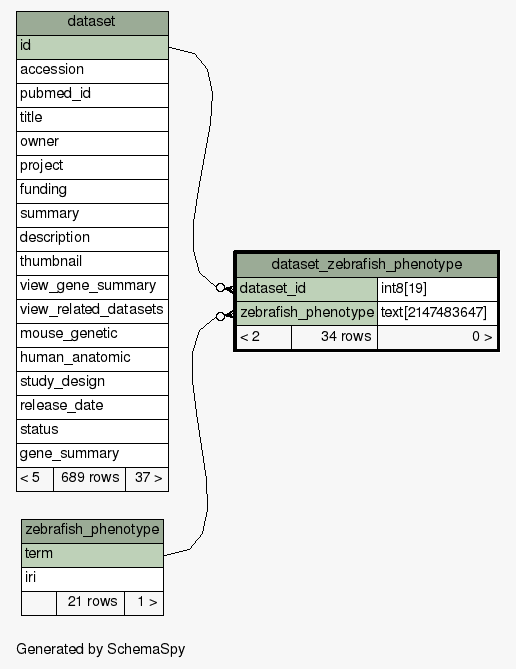 dataset
id
accession
pubmed_id
title
owner
project
funding
summary
description
thumbnail
view_gene_summary
view_related_datasets
mouse_genetic
human_anatomic
study_design
release_date
status
gene_summary
< 5 689 rows 37 >
dataset_zebrafish_phenotype
dataset_id int8[19]
zebrafish_phenotype text[2147483647]
< 2 34 rows 0 >
zebrafish_phenotype
term
iri
21 rows 1 >
Generated by SchemaSpy